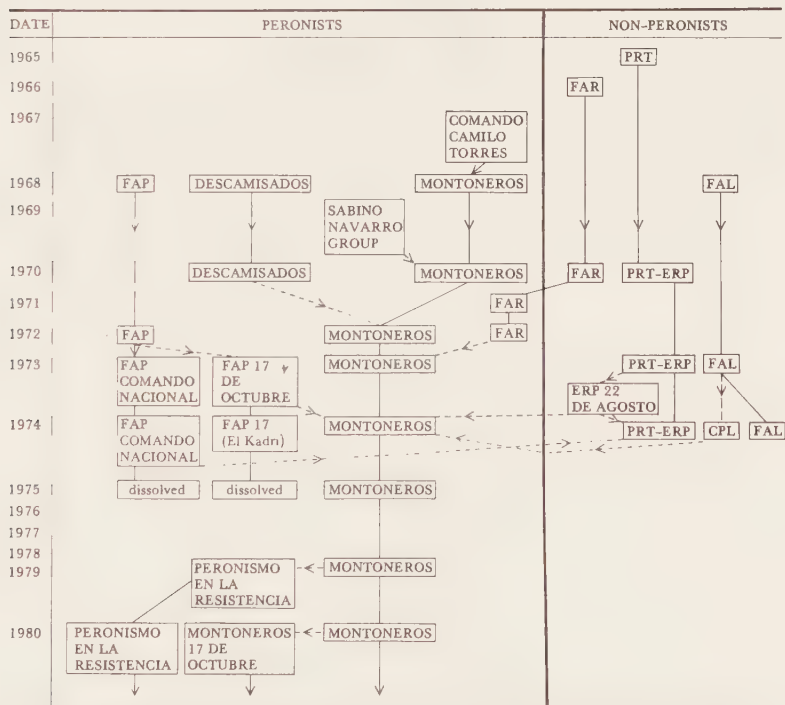 DATE PERONISTS NON-PERONISTS
1965 PRT
1966 FAR
1967 COMANDO
CAMILO
TORRES
1968 FAP DESCAMISADOS MONTONEROS FAL
1969 SABINO
NAVARRO
GROUP
1970 DESCAMISADOS MONTONEROS FAR PRT-ERP
1971 FAR
1972 FAP MONTONEROS FAR
1973 FAP
COMANDO
NACIONAL
FAP 17
DE
OCTUBRE
MONTONEROS PRT-ERP FAL
ERP 22
DE AGOSTO
1974 FAP
COMANDO
NACIONAL
FAP 17
(El Kadri)
MONTONEROS PRT-ERP CPL FAL
1975 dissolved dissolved MONTONEROS
1976
1977
1978
1979 PERONISMO
EN LA
RESISTENCIA
MONTONEROS
1980 PERONISMO
EN LA
RESISTENCIA
MONTONEROS
17 DE
OCTUBRE
MONTONEROS